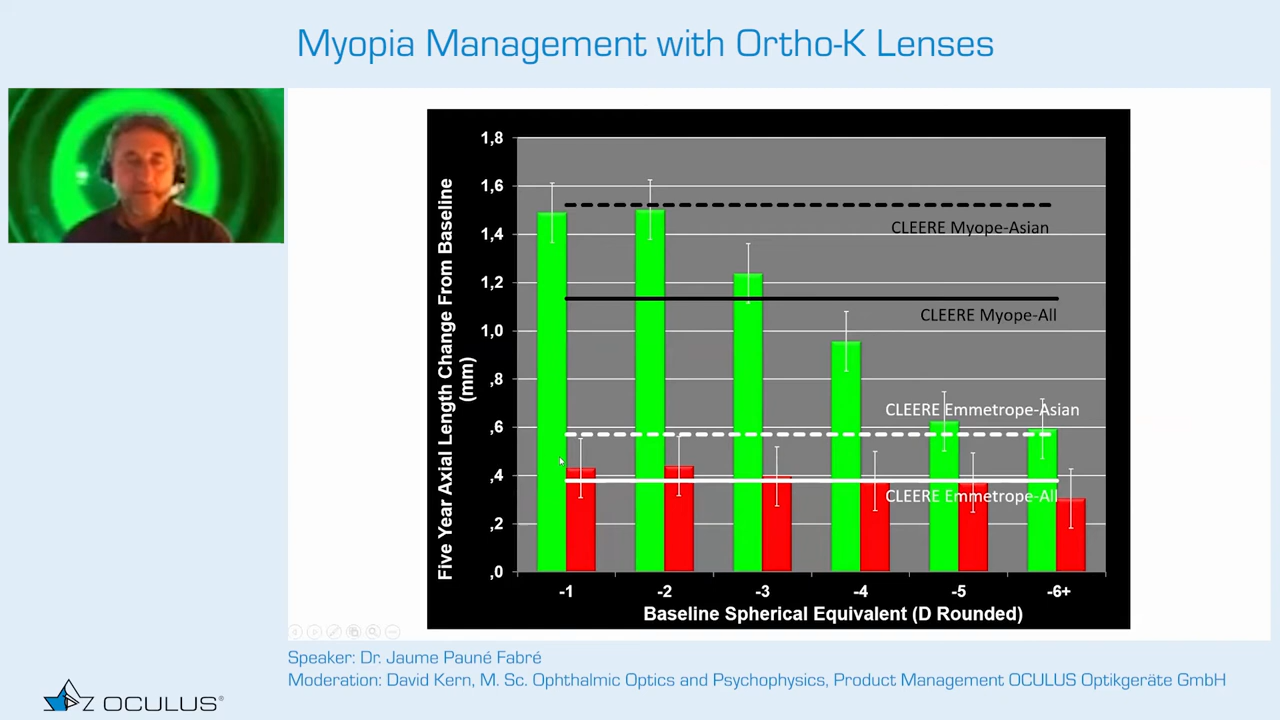 Myopia Management with Ortho-K Lenses
Five Year Axial Length Change From Baseline
(mm)
1,8
1,6
1,4
1,2
1,0
,8
,6
,4
,2
,0
CLEERE Myope-Asian
CLEERE Myope-All
CLEERE Emmetrope-Asian
CLEERE Emmetrope-All
-1 -2 -3 -4 -5 -6+
Baseline Spherical Equivalent (D Rounded)
Speaker: Dr. Jaume Pauné Fabré
Moderation: David Kern, M. Sc. Ophthalmic Optics and Psychophysics, Product Management OCULUS Optikgeräte GmbH
OCULUS®